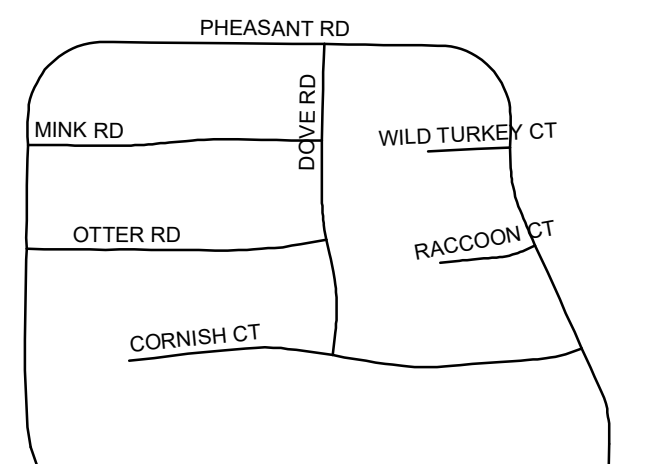 PHEASANT RD
DOVE RD
MINK RD
WILD TURKEY CT
OTTER RD
RACCOON CT
CORNISH CT